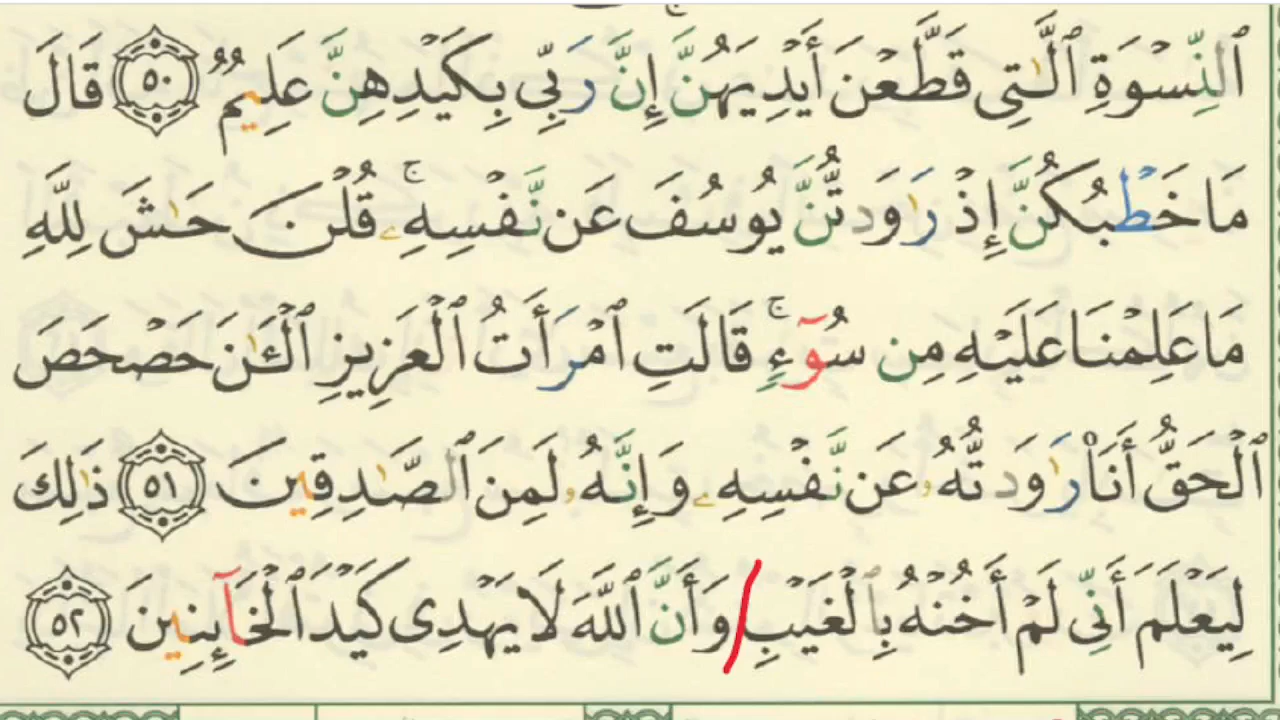 ٱلنِّسْوَةِ ٱلَّـٰتِى قَطَّعْنَ أَيْدِيَهُنَّۚ إِنَّ رَبِّى بِكَيْدِهِنَّ عَلِيمٌۭ ٥٠ قَالَ
مَا خَطْبُكُنَّ إِذْ رَٰوَدتُّنَّ يُوسُفَ عَن نَّفْسِهِۦۚ قُلْنَ حَـٰشَ لِلَّهِ
مَا عَلِمْنَا عَلَيْهِ مِن سُوٓءٍۢۚ قَالَتِ ٱمْرَأَتُ ٱلْعَزِيزِ ٱلْـَٔـٰنَ حَصْحَصَ
ٱلْحَقُّ أَنَا۠ رَٰوَدتُّهُۥ عَن نَّفْسِهِۦ وَإِنَّهُۥ لَمِنَ ٱلصَّـٰدِقِينَ ٥١ ذَٰلِكَ
لِيَعْلَمَ أَنِّى لَمْ أَخُنْهُ بِٱلْغَيْبِ وَأَنَّ ٱللَّهَ لَا يَهْدِى كَيْدَ ٱلْخَآئِنِينَ ٥٢